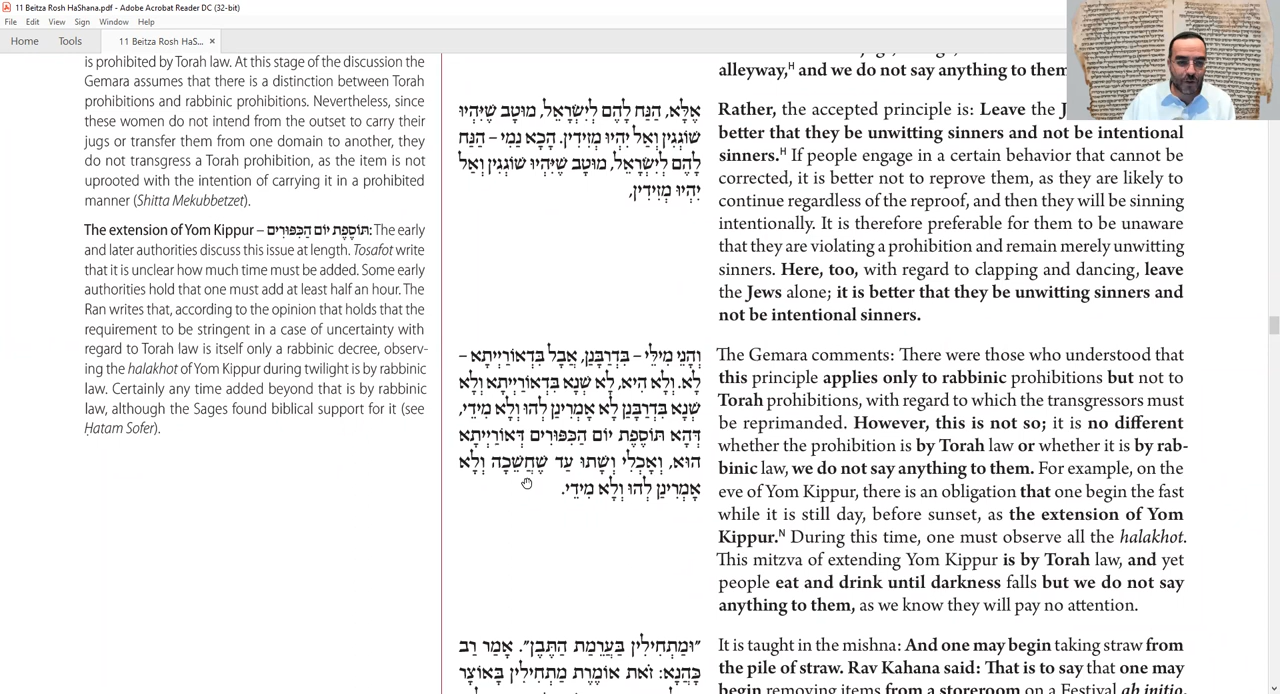 11 Beitza Rosh HaShana.pdf - Adobe Acrobat Reader DC (32-bit)
File Edit View Sign Window Help
Home Tools 11 Beitza Rosh HaS... ×
is prohibited by Torah law. At this stage of the discussion the
Gemara assumes that there is a distinction between Torah
prohibitions and rabbinic prohibitions. Nevertheless, since
these women do not intend from the outset to carry their
jugs or transfer them from one domain to another, they
do not transgress a Torah prohibition, as the item is not
uprooted with the intention of carrying it in a prohibited
manner (Shitta Mekubbetzet).
The extension of Yom Kippur – תּוֹסֶפֶת יוֹם הַכִּפּוּרִים: The early
and later authorities discuss this issue at length. Tosafot write
that it is unclear how much time must be added. Some early
authorities hold that one must add at least half an hour. The
Ran writes that, according to the opinion that holds that the
requirement to be stringent in a case of uncertainty with
regard to Torah law is itself only a rabbinic decree, observ-
ing the halakhot of Yom Kippur during twilight is by rabbinic
law. Certainly any time added beyond that is by rabbinic
law, although the Sages found biblical support for it (see
Ḥatam Sofer).
אֶלָּא, הַנַּח לָהֶם לְיִשְׂרָאֵל, מוּטָב שֶׁיִּהְיוּ
שׁוֹגְגִין וְאַל יִהְיוּ מְזִידִין. הָכָא נַמֵי – הַנַּח
לָהֶם לְיִשְׂרָאֵל, מוּטָב שֶׁיִּהְיוּ שׁוֹגְגִין וְאַל
יִהְיוּ מְזִידִין,
וְהָנֵי מִילֵּי – בִּדְרַבָּנַן, אֲבָל בִּדְאוֹרַיְיתָא –
לָא. וְלָא הִיא, לָא שְׁנָא בִּדְאוֹרַיְיתָא וְלָא
שְׁנָא בִּדְרַבָּנַן לָא אָמְרִינַן לְהוּ וְלָא מִידֵּי,
דְּהָא תּוֹסֶפֶת יוֹם הַכִּפּוּרִים דְּאוֹרַיְיתָא
הוּא, וְאָכְלִי וְשָׁתוּ עַד שֶׁחֲשֵׁכָה וְלָא
אָמְרִינַן לְהוּ וְלָא מִידֵּי.
״וּמַתְחִילִין בַּעֲרֵמַת הַתֶּבֶן״. אָמַר רַב
כָּהֲנָא: זֹאת אוֹמֶרֶת מַתְחִילִין בָּאוֹצָר
alleyway,ᴴ and we do not say anything to them
Rather, the accepted principle is: Leave the J
better that they be unwitting sinners and not be intentional
sinners.ᴴ If people engage in a certain behavior that cannot be
corrected, it is better not to reprove them, as they are likely to
continue regardless of the reproof, and then they will be sinning
intentionally. It is therefore preferable for them to be unaware
that they are violating a prohibition and remain merely unwitting
sinners. Here, too, with regard to clapping and dancing, leave
the Jews alone; it is better that they be unwitting sinners and
not be intentional sinners.
The Gemara comments: There were those who understood that
this principle applies only to rabbinic prohibitions but not to
Torah prohibitions, with regard to which the transgressors must
be reprimanded. However, this is not so; it is no different
whether the prohibition is by Torah law or whether it is by rab-
binic law, we do not say anything to them. For example, on the
eve of Yom Kippur, there is an obligation that one begin the fast
while it is still day, before sunset, as the extension of Yom
Kippur.ᴺ During this time, one must observe all the halakhot.
This mitzva of extending Yom Kippur is by Torah law, and yet
people eat and drink until darkness falls but we do not say
anything to them, as we know they will pay no attention.
It is taught in the mishna: And one may begin taking straw from
the pile of straw. Rav Kahana said: That is to say that one may
begin removing items from a storeroom on a Festival ab initio